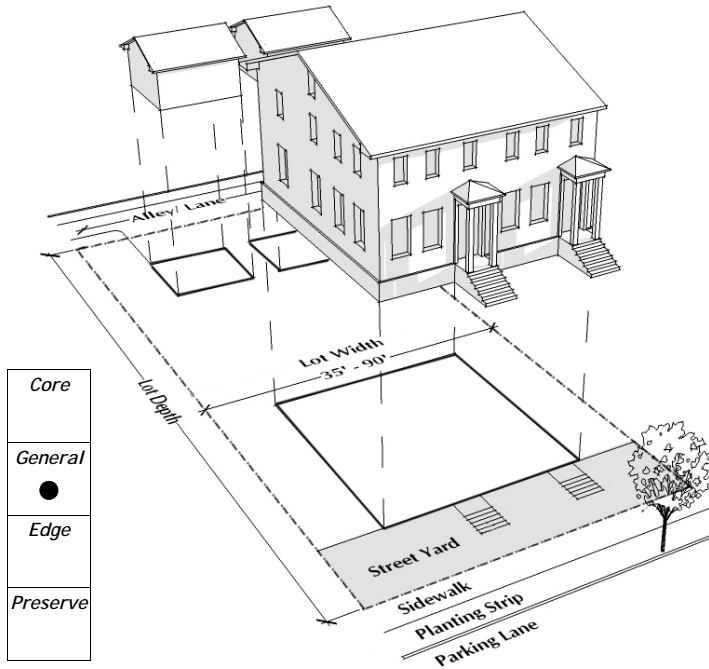 Alley/ Lane
Lot Width
35' - 90'
Lot Depth
Core
General
Edge
Preserve
Street Yard
Sidewalk
Planting Strip
Parking Lane